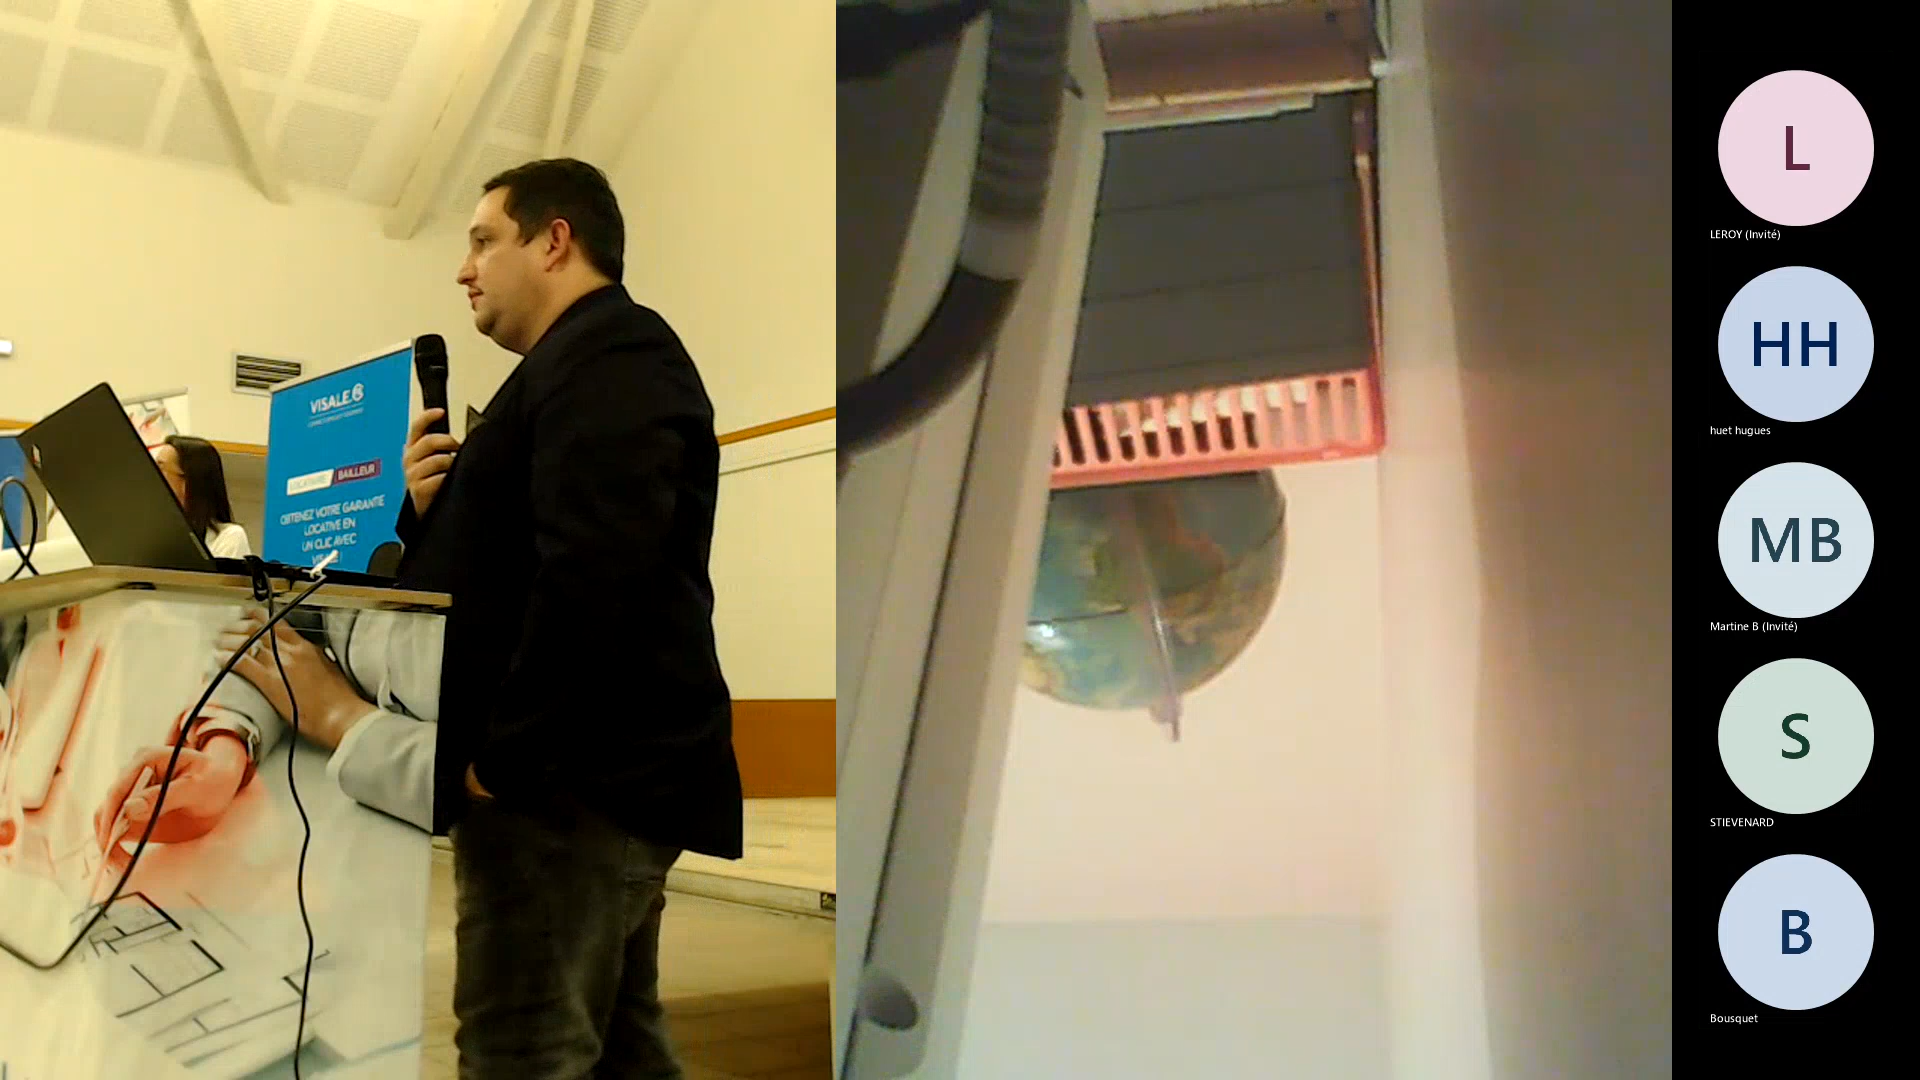 VISALE
LOCATAIRE
BAILLEUR
OBTENEZ VOTRE GARANTIE
LOCATIVE EN
UN CLIC AVEC
L
LEROY (Invité)
HH
huet hugues
MB
Martine B (Invité)
S
STIEVENARD
B
Bousquet